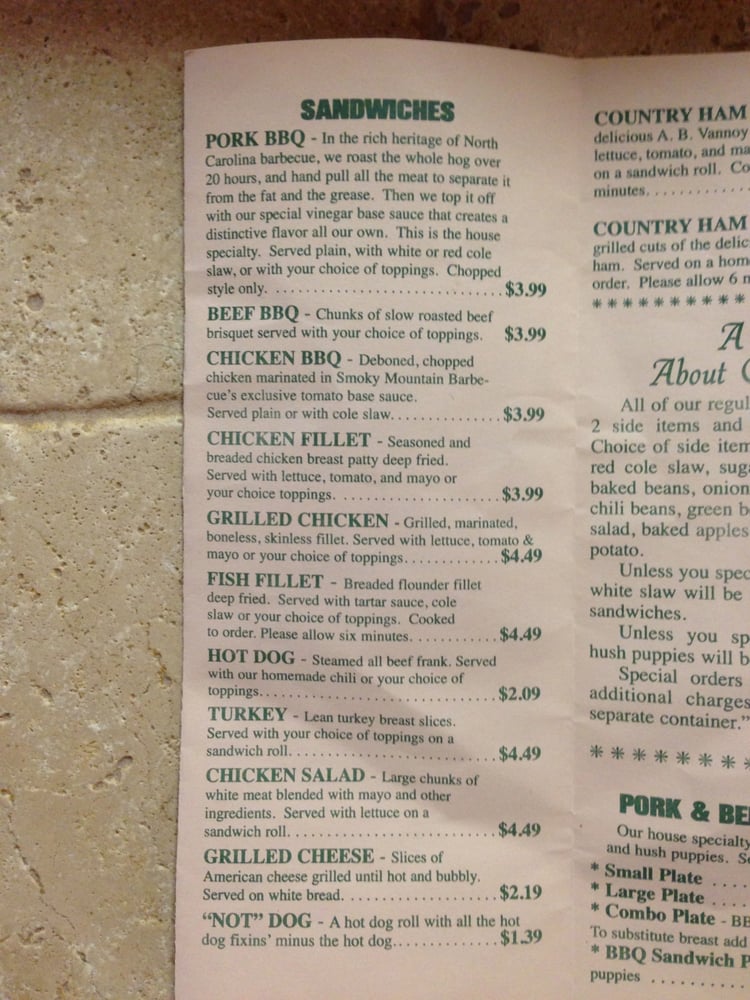 SANDWICHES
PORK BBQ - In the rich heritage of North
Carolina barbecue, we roast the whole hog over
20 hours, and hand pull all the meat to separate it
from the fat and the grease. Then we top it off
with our special vinegar base sauce that creates a
distinctive flavor all our own. This is the house
specialty. Served plain, with white or red cole
slaw, or with your choice of toppings. Chopped
style only. . . . . . . . . . . . . . . . . . . . . . . . . . . . . $3.99
BEEF BBQ - Chunks of slow roasted beef
brisquet served with your choice of toppings. $3.99
CHICKEN BBQ - Deboned, chopped
chicken marinated in Smoky Mountain Barbe-
cue's exclusive tomato base sauce.
Served plain or with cole slaw. . . . . . . . . . . . . . $3.99
CHICKEN FILLET - Seasoned and
breaded chicken breast patty deep fried.
Served with lettuce, tomato, and mayo or
your choice toppings. . . . . . . . . . . . . . . . . . . . $3.99
GRILLED CHICKEN - Grilled, marinated,
boneless, skinless fillet. Served with lettuce, tomato &
mayo or your choice of toppings. . . . . . . . . . . . $4.49
FISH FILLET - Breaded flounder fillet
deep fried. Served with tartar sauce, cole
slaw or your choice of toppings. Cooked
to order. Please allow six minutes. . . . . . . . . . . $4.49
HOT DOG - Steamed all beef frank. Served
with our homemade chili or your choice of
toppings. . . . . . . . . . . . . . . . . . . . . . . . . . . . . $2.09
TURKEY - Lean turkey breast slices.
Served with your choice of toppings on a
sandwich roll. . . . . . . . . . . . . . . . . . . . . . . . . $4.49
CHICKEN SALAD - Large chunks of
white meat blended with mayo and other
ingredients. Served with lettuce on a
sandwich roll. . . . . . . . . . . . . . . . . . . . . . . . . $4.49
GRILLED CHEESE - Slices of
American cheese grilled until hot and bubbly.
Served on white bread. . . . . . . . . . . . . . . . . . . $2.19
"NOT" DOG - A hot dog roll with all the hot
dog fixins' minus the hot dog. . . . . . . . . . . . . . $1.39
COUNTRY HAM
delicious A. B. Vannoy
lettuce, tomato, and
on a sandwich roll.
minutes. . . . . . . . .
COUNTRY HAM
grilled cuts of the
ham. Served on a
order. Please allow 6
* * * * * * * * * *
A
About
All of our
2 side items and
Choice of side
red cole slaw,
baked beans,
chili beans, green
salad, baked apples
potato.
Unless you
white slaw will be
sandwiches.
Unless you
hush puppies will
Special orders
additional charges
separate container."
* * * * * * * *
PORK &
Our house specialty
and hush puppies.
* Small Plate . . . .
* Large Plate . . . .
* Combo Plate -
To substitute breast add
* BBQ Sandwich
puppies . . . . . . . .